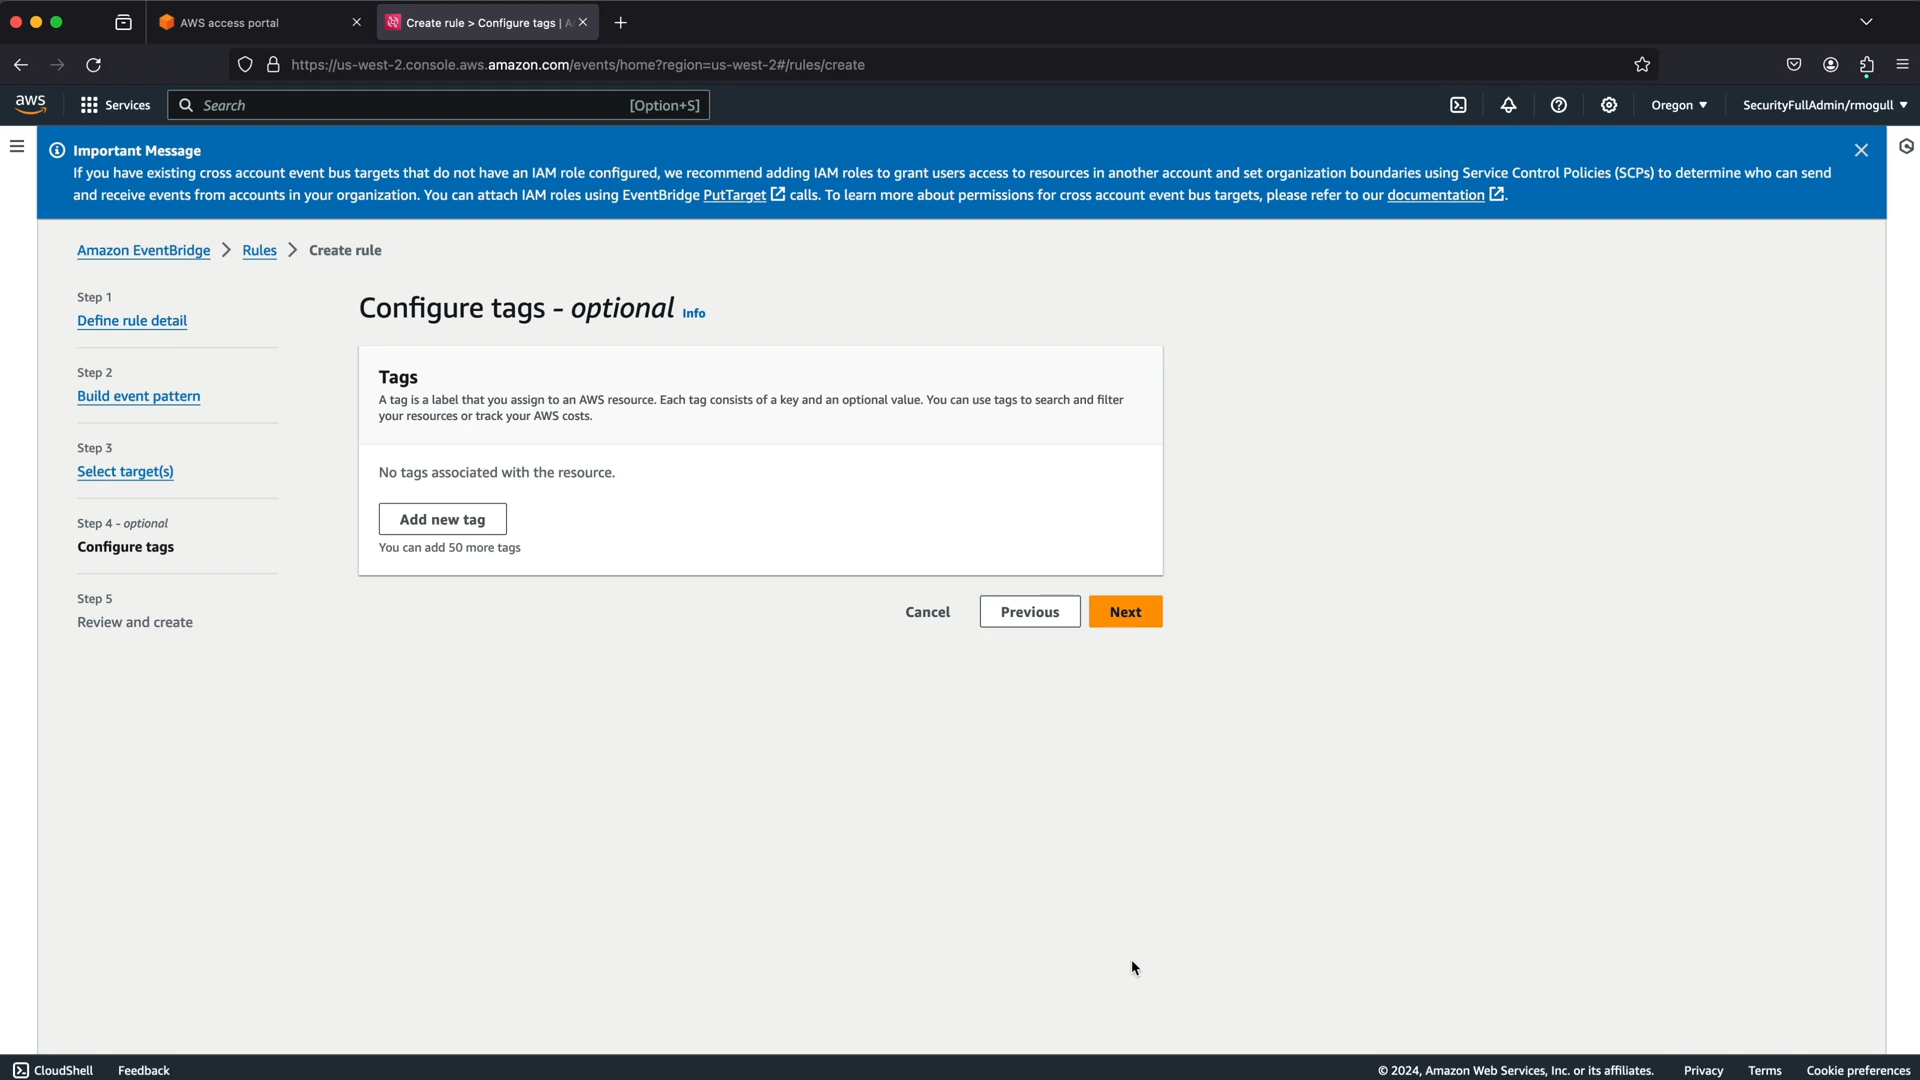 AWS access portal
Create rule > Configure tags | A
https://us-west-2.console.aws.amazon.com/events/home?region=us-west-2#/rules/create
aws
Services
Search
[Option+S]
Oregon
SecurityFullAdmin/rmogull
Important Message
If you have existing cross account event bus targets that do not have an IAM role configured, we recommend adding IAM roles to grant users access to resources in another account and set organization boundaries using Service Control Policies (SCPs) to determine who can send
and receive events from accounts in your organization. You can attach IAM roles using EventBridge PutTarget calls. To learn more about permissions for cross account event bus targets, please refer to our documentation.
Amazon EventBridge > Rules > Create rule
Step 1
Define rule detail
Step 2
Build event pattern
Step 3
Select target(s)
Step 4 - optional
Configure tags
Step 5
Review and create
Configure tags - optional Info
Tags
A tag is a label that you assign to an AWS resource. Each tag consists of a key and an optional value. You can use tags to search and filter
your resources or track your AWS costs.
No tags associated with the resource.
Add new tag
You can add 50 more tags
Cancel
Previous
Next
CloudShell
Feedback
© 2024, Amazon Web Services, Inc. or its affiliates.
Privacy
Terms
Cookie preferences